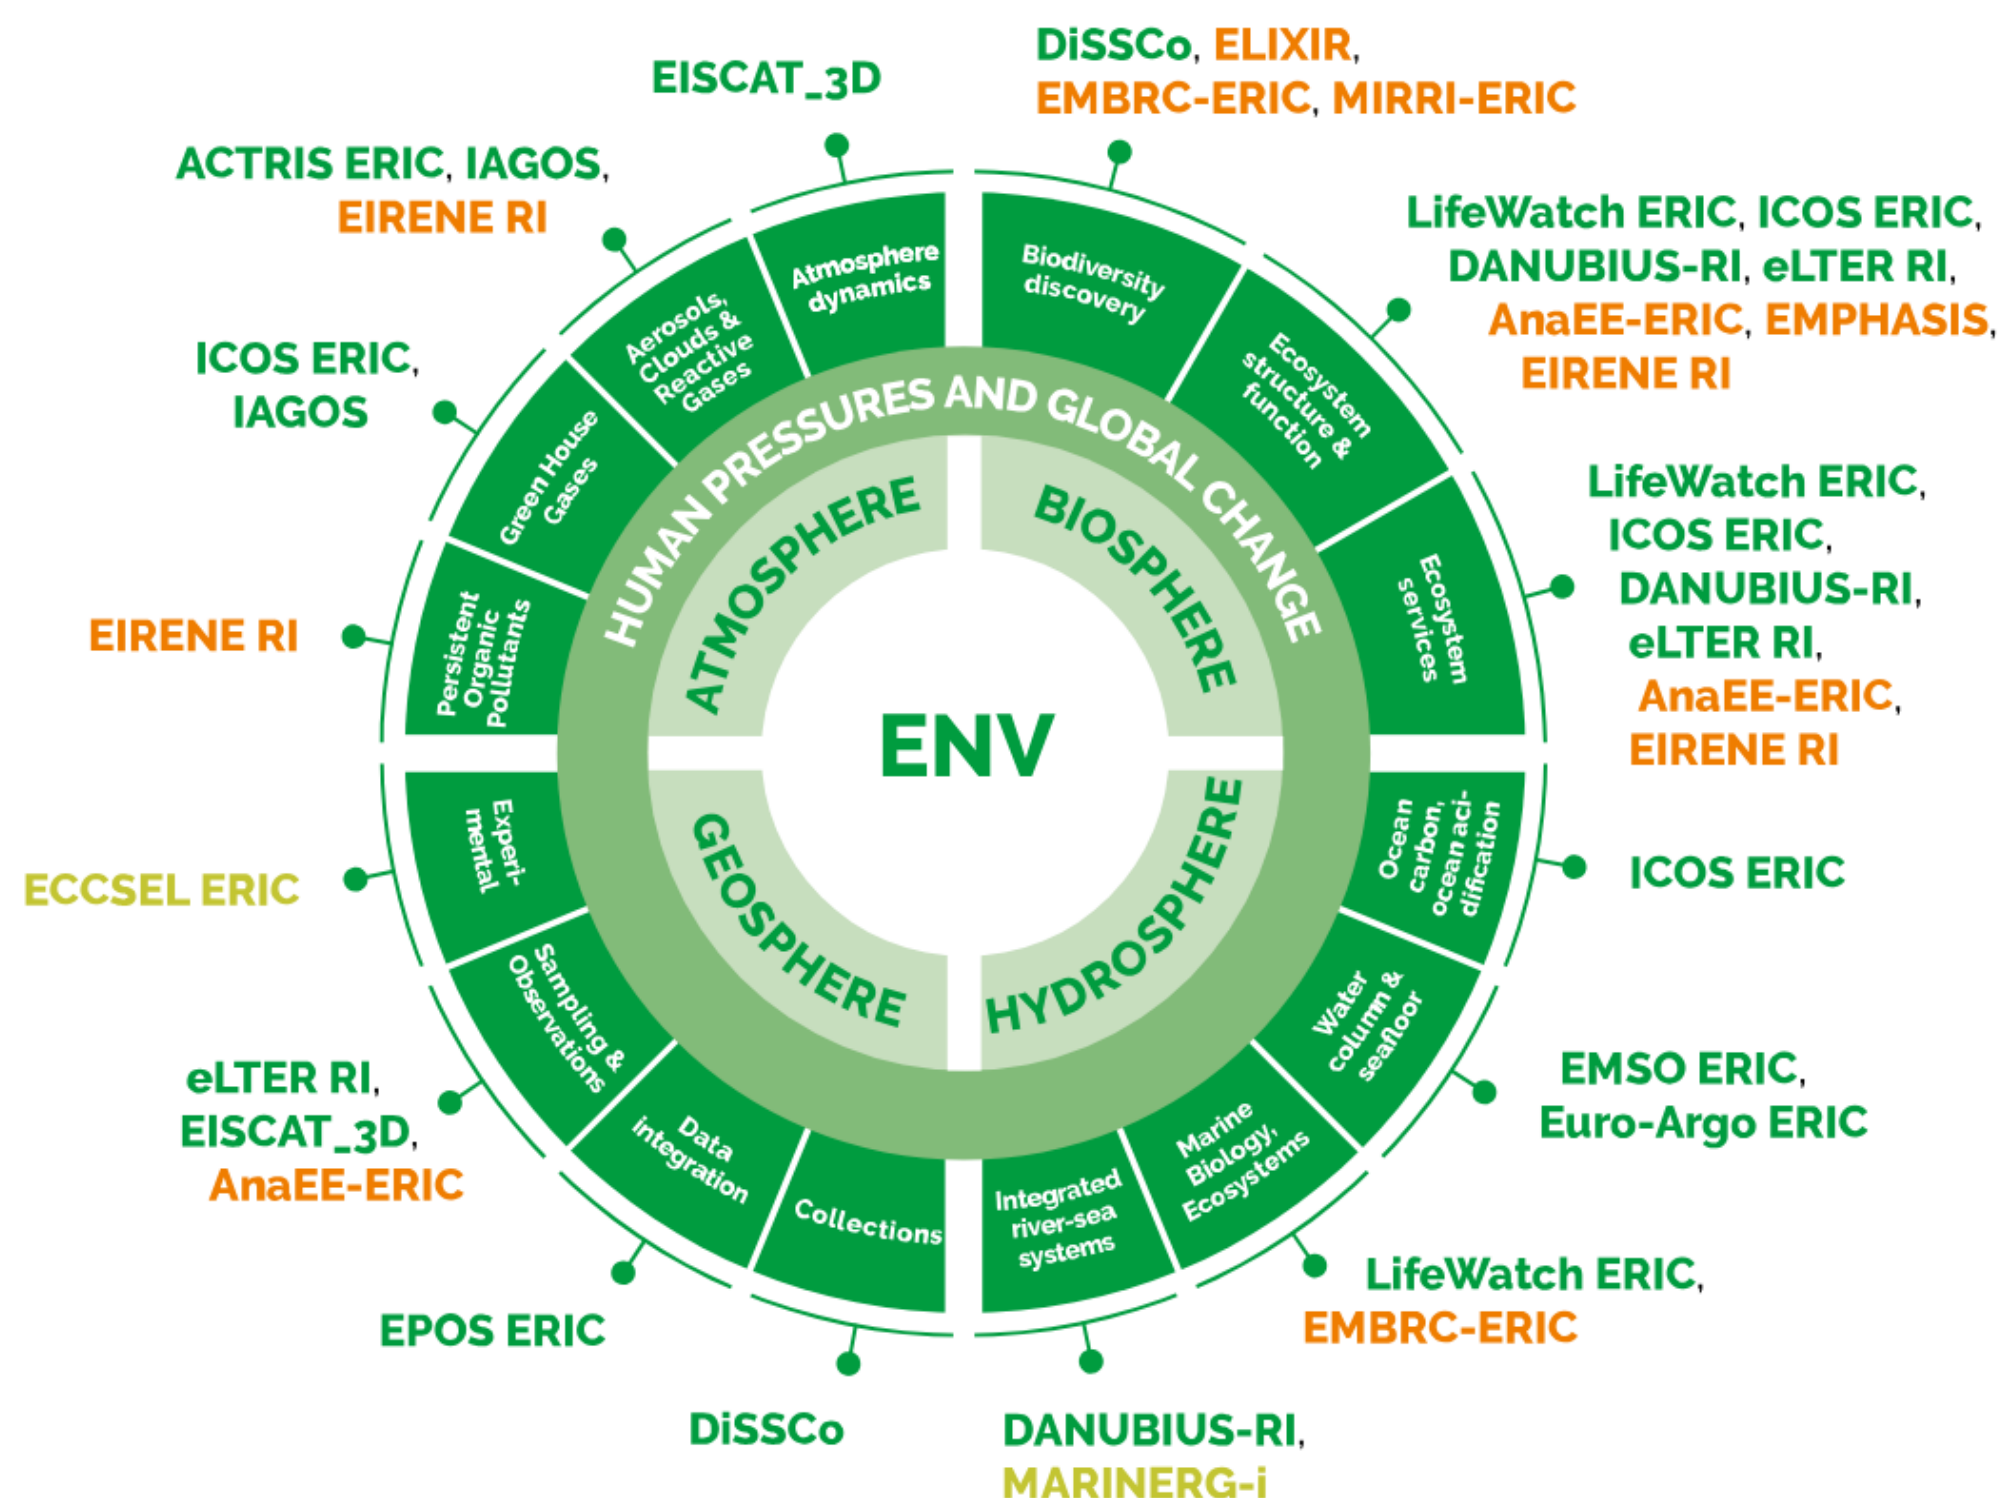 EISCAT_3D
DiSSCo, ELIXIR,
EMBRC-ERIC, MIRRI-ERIC
ACTRIS ERIC, IAGOS,
EIRENE RI
LifeWatch ERIC, ICOS ERIC,
DANUBIUS-RI, eLTER RI,
AnaEE-ERIC, EMPHASIS,
EIRENE RI
ICOS ERIC,
IAGOS
LifeWatch ERIC,
ICOS ERIC,
DANUBIUS-RI,
eLTER RI,
AnaEE-ERIC,
EIRENE RI
EIRENE RI
Atmosphere
dynamics
Biodiversity
discovery
Aerosols,
Clouds &
Reactive
Gases
Ecosystem
structure &
function
Green House
Gases
Ecosystem
services
Persistent
Organic
Pollutants
HUMAN PRESSURES AND GLOBAL CHANGE
ATMOSPHERE
BIOSPHERE
ENV
GEOSPHERE
HYDROSPHERE
Experi-
mental
Ocean
carbon,
ocean aci-
dification
Sampling &
Observations
Water
column &
seafloor
Data
integration
Marine
Biology,
Ecosystems
Collections
Integrated
river-sea
systems
ECCSEL ERIC
ICOS ERIC
eLTER RI,
EISCAT_3D,
AnaEE-ERIC
EMSO ERIC,
Euro-Argo ERIC
EPOS ERIC
LifeWatch ERIC,
EMBRC-ERIC
DiSSCo
DANUBIUS-RI,
MARINERG-i